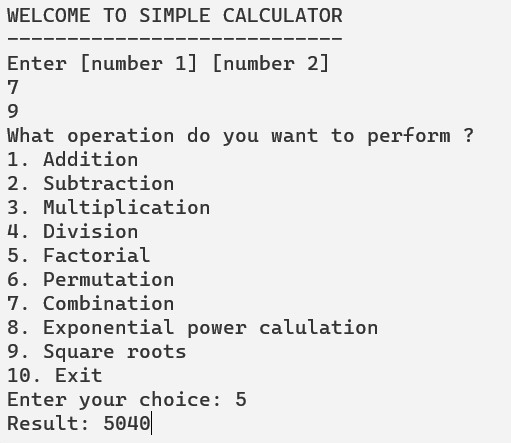 WELCOME TO SIMPLE CALCULATOR
----------------------------
Enter [number 1] [number 2]
7
9
What operation do you want to perform ?
1. Addition
2. Subtraction
3. Multiplication
4. Division
5. Factorial
6. Permutation
7. Combination
8. Exponential power calulation
9. Square roots
10. Exit
Enter your choice: 5
Result: 5040